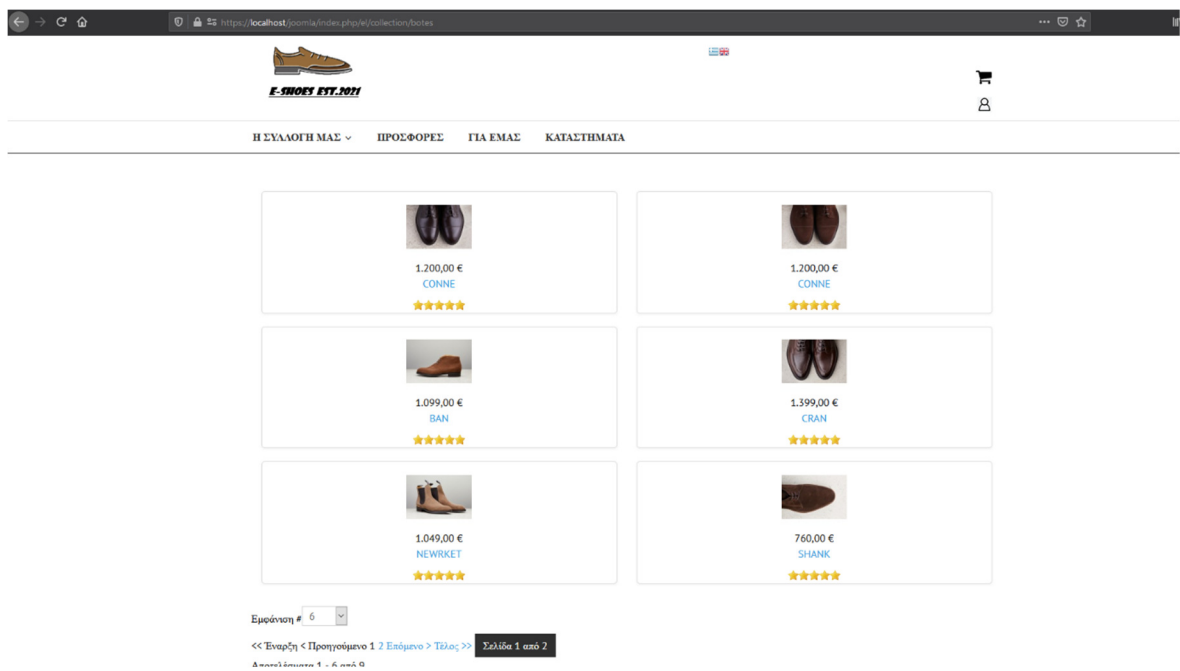 https://localhost/joomla/index.php/el/collection/botes
E-SHOES EST.2021
Η ΣΥΛΛΟΓΗ ΜΑΣ ΠΡΟΣΦΟΡΕΣ ΓΙΑ ΕΜΑΣ ΚΑΤΑΣΤΗΜΑΤΑ
1.200,00 €
CONNE
1.200,00 €
CONNE
1.099,00 €
BAN
1.399,00 €
CRAN
1.049,00 €
NEWRKET
760,00 €
SHANK
Εμφάνιση # 6
<< Έναρξη < Προηγούμενο 1 2 Επόμενο > Τέλος >> Σελίδα 1 από 2
Αποτελέσματα 1 - 6 από 9